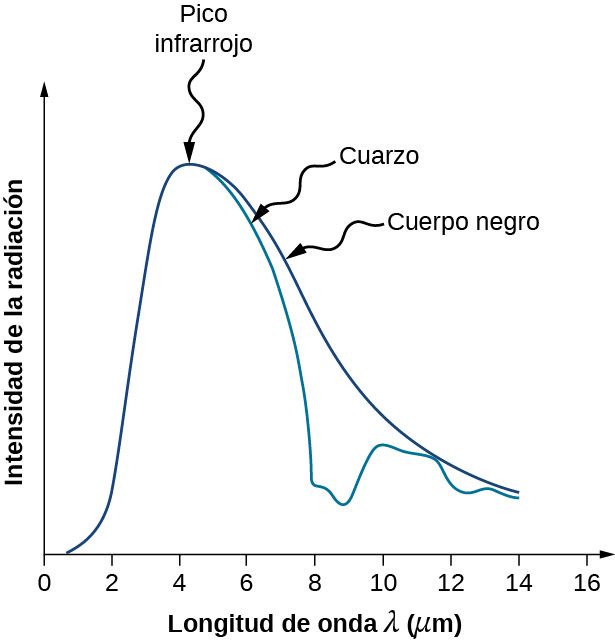 Pico
infrarrojo
Cuarzo
Cuerpo negro
Intensidad de la radiación
0 2 4 6 8 10 12 14 16
Longitud de onda λ (μm)